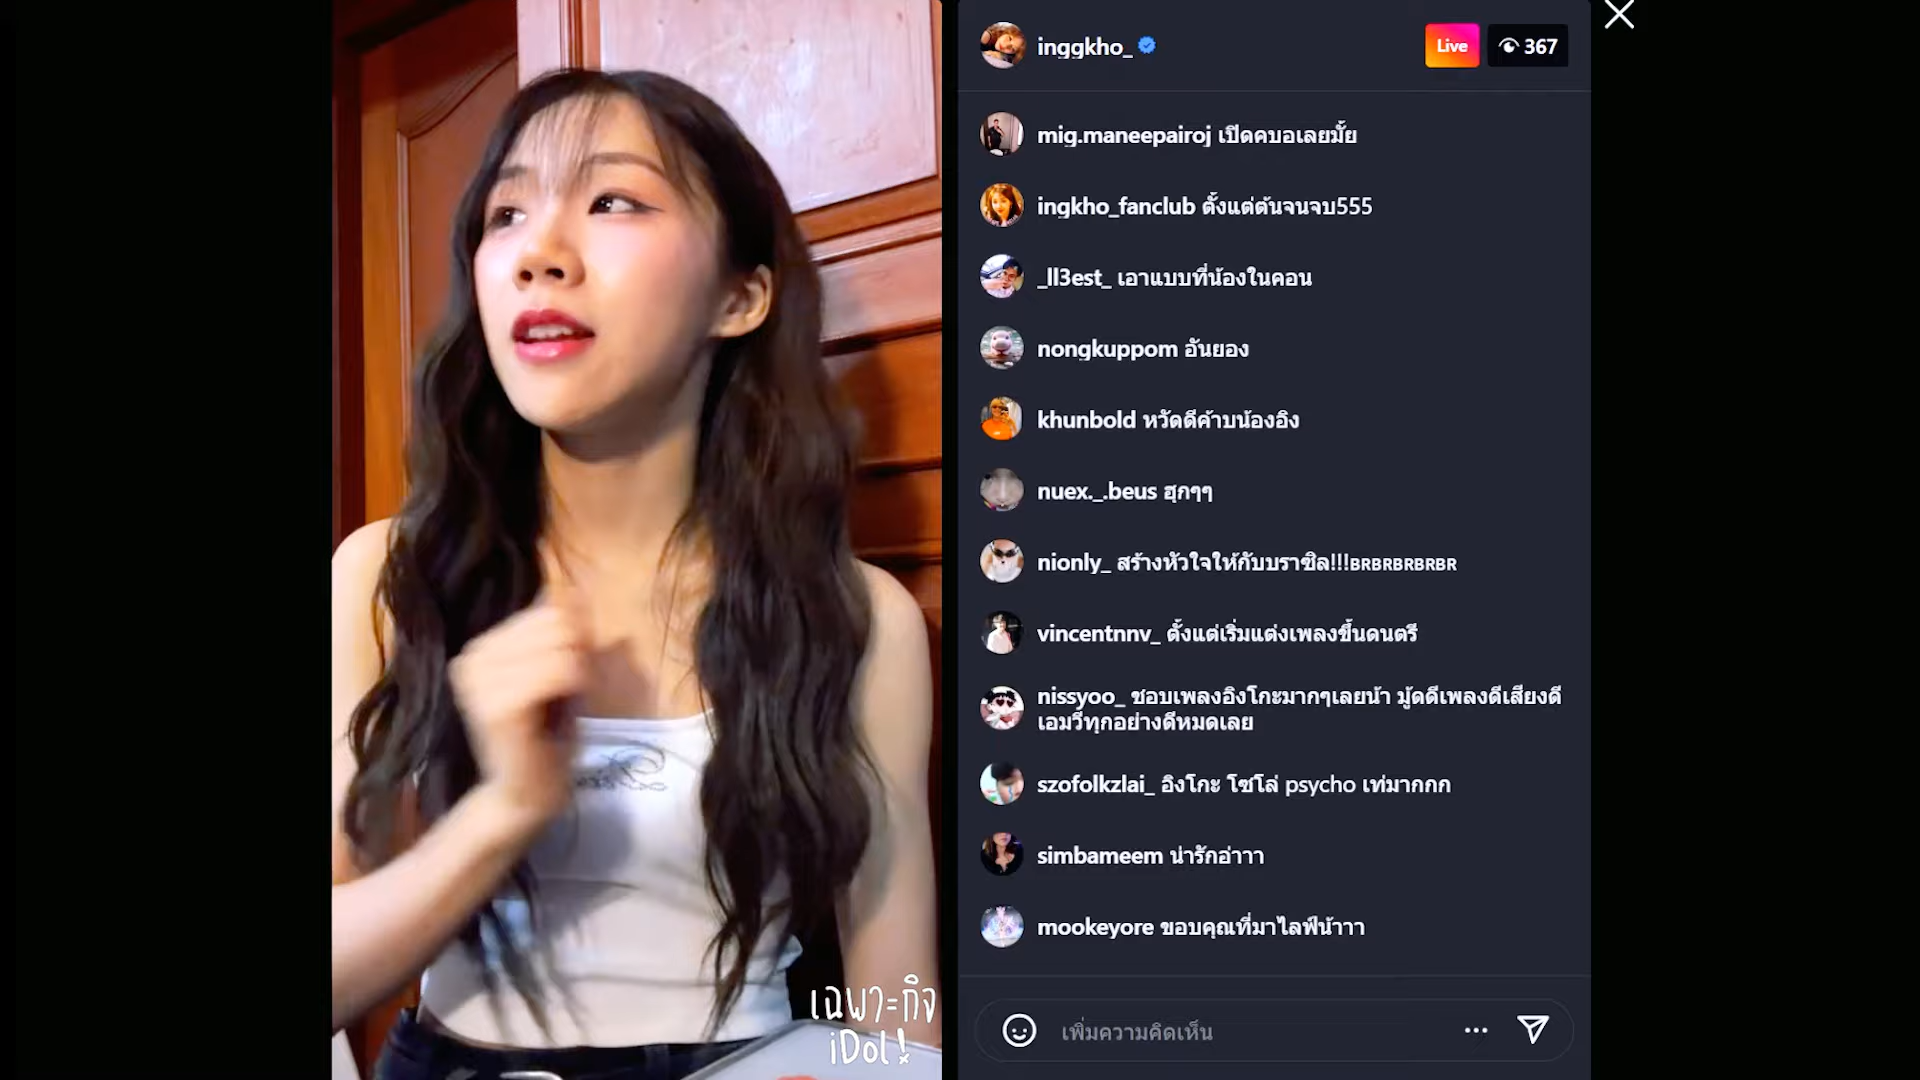 inggkho_
Live
367
mig.maneepairoj เปิดคบอเลยมั้ย
ingkho_fanclub ตั้งแต่ต้นจนจบ555
_ll3est_ เอาแบบที่น้องในคอน
nongkuppom อันยอง
khunbold หวัดดีค้าบน้องอิง
nuex._.beus ฮุกๆๆ
nionly_ สร้างหัวใจให้กับบราซิล!!!ʙʀʙʀʙʀʙʀʙʀ
vincentnnv_ ตั้งแต่เริ่มแต่งเพลงขึ้นดนตรี
nissyoo_ ชอบเพลงอิงโกะมากๆเลยน้า มู้ดดีเพลงดีเสียงดี
เอมวีทุกอย่างดีหมดเลย
szofolkzlai_ อิงโกะ โซโล่ psycho เท่มากกก
simbameem น่ารักอ่าาา
mookeyore ขอบคุณที่มาไลฟ์น้าาา
เพิ่มความคิดเห็น
เฉพาะกิจ
iDol!